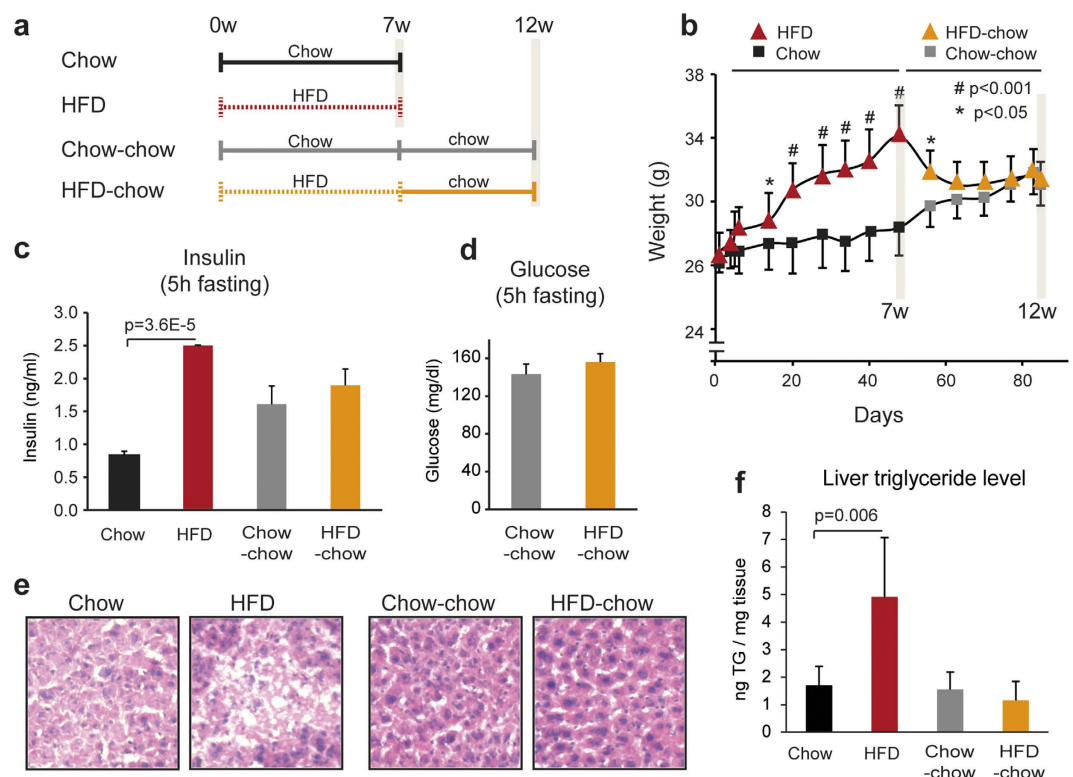 a
0w 7w 12w
Chow Chow
HFD HFD
Chow-chow Chow chow
HFD-chow HFD chow
b
HFD HFD-chow
Chow Chow-chow
# p<0.001
* p<0.05
# # # # # * *
Weight (g)
38
34
30
26
24
7w 12w
0 20 40 60 80
Days
c
Insulin
(5h fasting)
p=3.6E-5
Insulin (ng/ml)
3.0
2.5
2.0
1.5
1.0
0.5
0.0
Chow HFD Chow -chow HFD -chow
d
Glucose
(5h fasting)
Glucose (mg/dl)
160
120
80
40
0
Chow -chow HFD -chow
e
Chow HFD Chow-chow HFD-chow
f
Liver triglyceride level
p=0.006
ng TG / mg tissue
8
7
6
5
4
3
2
1
0
Chow HFD Chow -chow HFD -chow